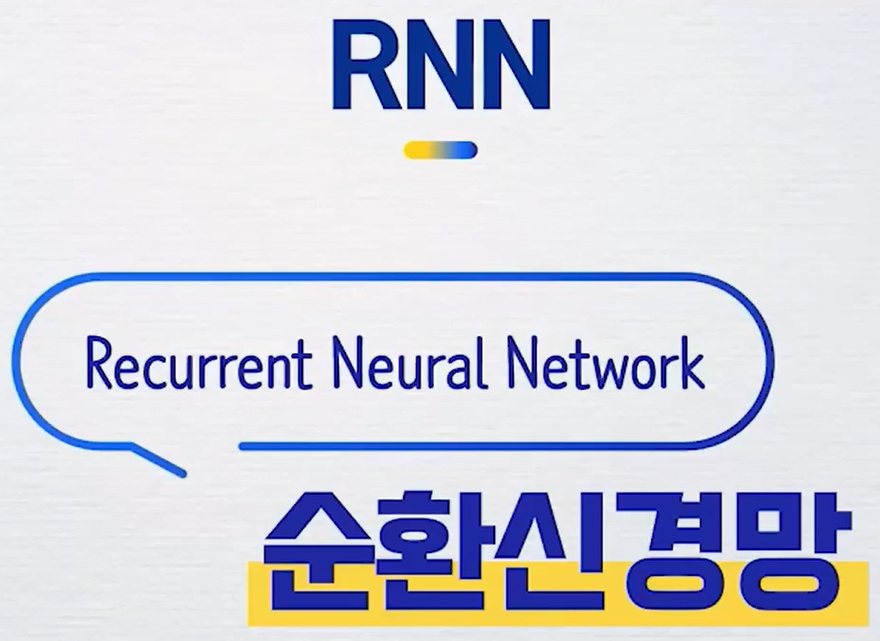 RNN
Recurrent Neural Network
순환신경망